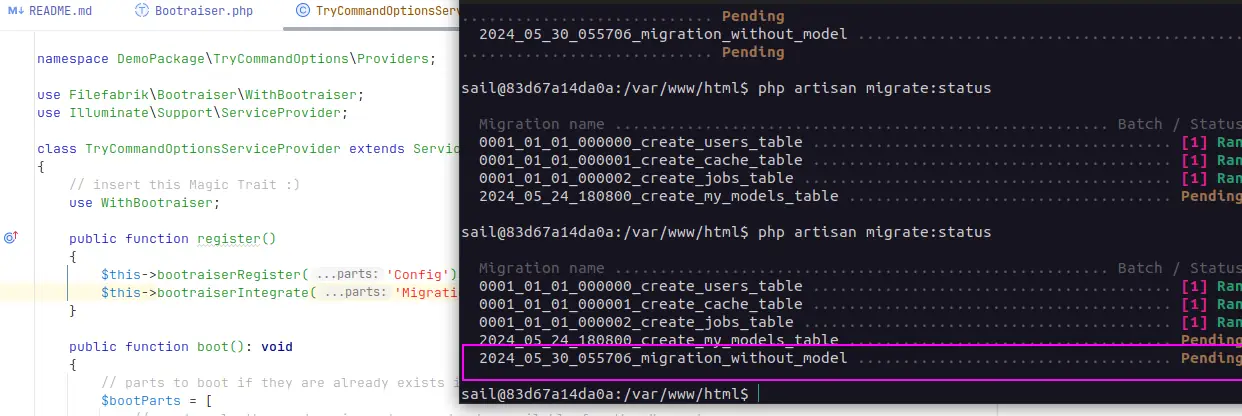 README.md Bootraiser.php TryCommandOptionsServ
namespace DemoPackage\TryCommandOptions\Providers;
use Filefabrik\Bootraiser\WithBootraiser;
use Illuminate\Support\ServiceProvider;
class TryCommandOptionsServiceProvider extends Servic
{
// insert this Magic Trait :)
use WithBootraiser;
public function register()
{
$this->bootraiserRegister( ...parts: 'Config')
$this->bootraiserIntegrate( ...parts: 'Migratio
}
public function boot(): void
{
// parts to boot if they are already exists i
$bootParts = [
............................ Pending
2024_05_30_055706_migration_without_model ............................................
............................ Pending
sail@83d67a14da0a:/var/www/html$ php artisan migrate:status
Migration name ........................................................ Batch / Status
0001_01_01_000000_create_users_table ........................................ [1] Ran
0001_01_01_000001_create_cache_table ........................................ [1] Ran
0001_01_01_000002_create_jobs_table ......................................... [1] Ran
2024_05_24_180800_create_my_models_table .................................... Pending
sail@83d67a14da0a:/var/www/html$ php artisan migrate:status
Migration name ........................................................ Batch / Status
0001_01_01_000000_create_users_table ........................................ [1] Ran
0001_01_01_000001_create_cache_table ........................................ [1] Ran
0001_01_01_000002_create_jobs_table ......................................... [1] Ran
2024_05_24_180800_create_my_models_table .................................... Pending
2024_05_30_055706_migration_without_model ................................... Pending
sail@83d67a14da0a:/var/www/html$